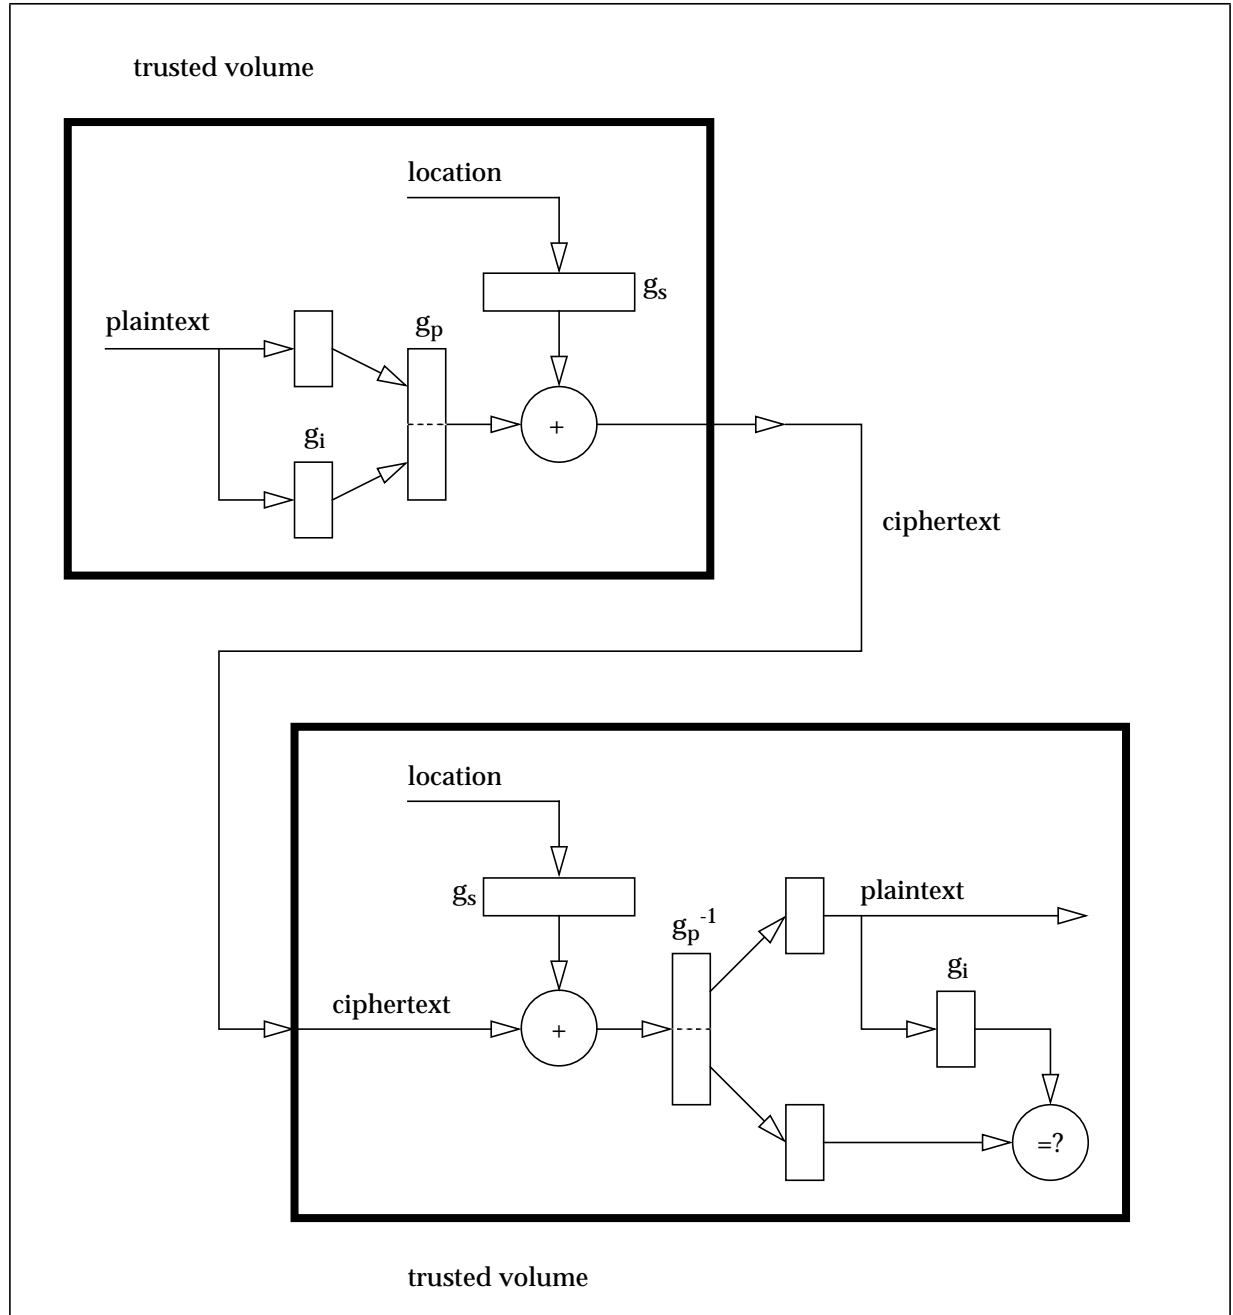 trusted volume
location
g_s
plaintext
g_p
g_i
+
ciphertext
location
g_s
plaintext
g_p^-1
g_i
ciphertext
+
=?
trusted volume